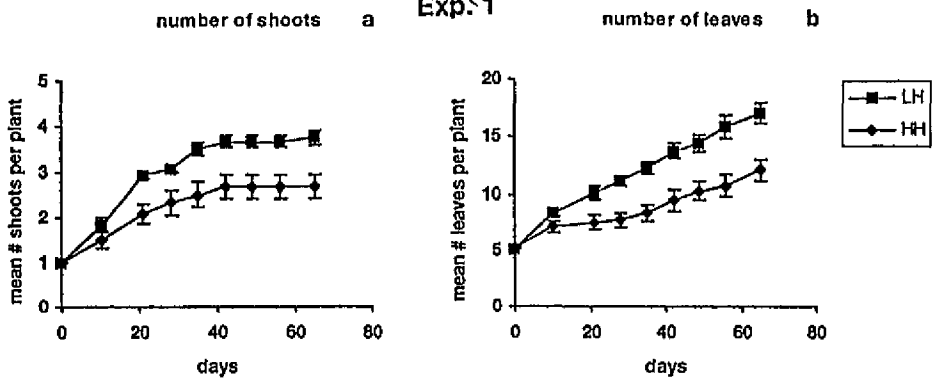 Exp. 1
number of shoots a
number of leaves b
mean # shoots per plant
5
4
3
2
1
0
0 20 40 60 80
days
mean # leaves per plant
20
15
10
5
0
0 20 40 60 80
days
LH
HH